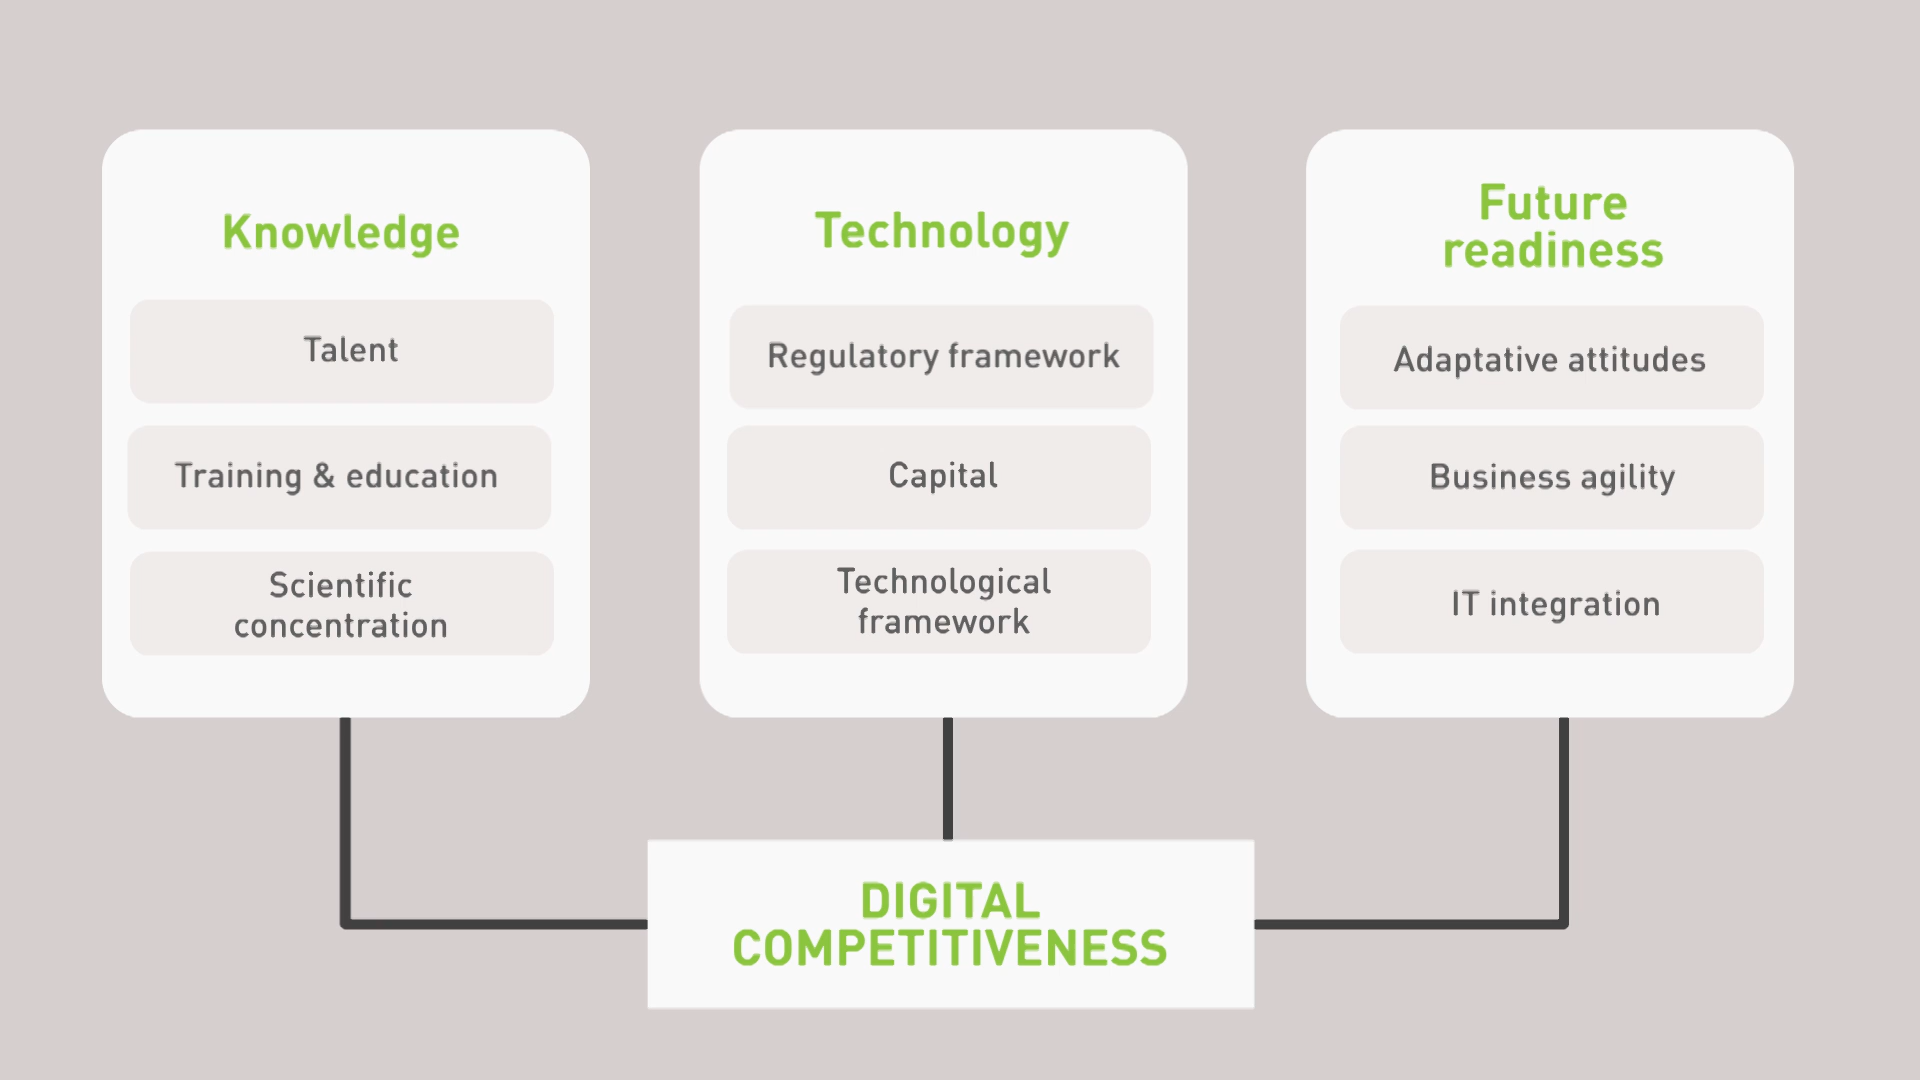 Knowledge
Talent
Training & education
Scientific
concentration
Technology
Regulatory framework
Capital
Technological
framework
Future
readiness
Adaptative attitudes
Business agility
IT integration
DIGITAL
COMPETITIVENESS